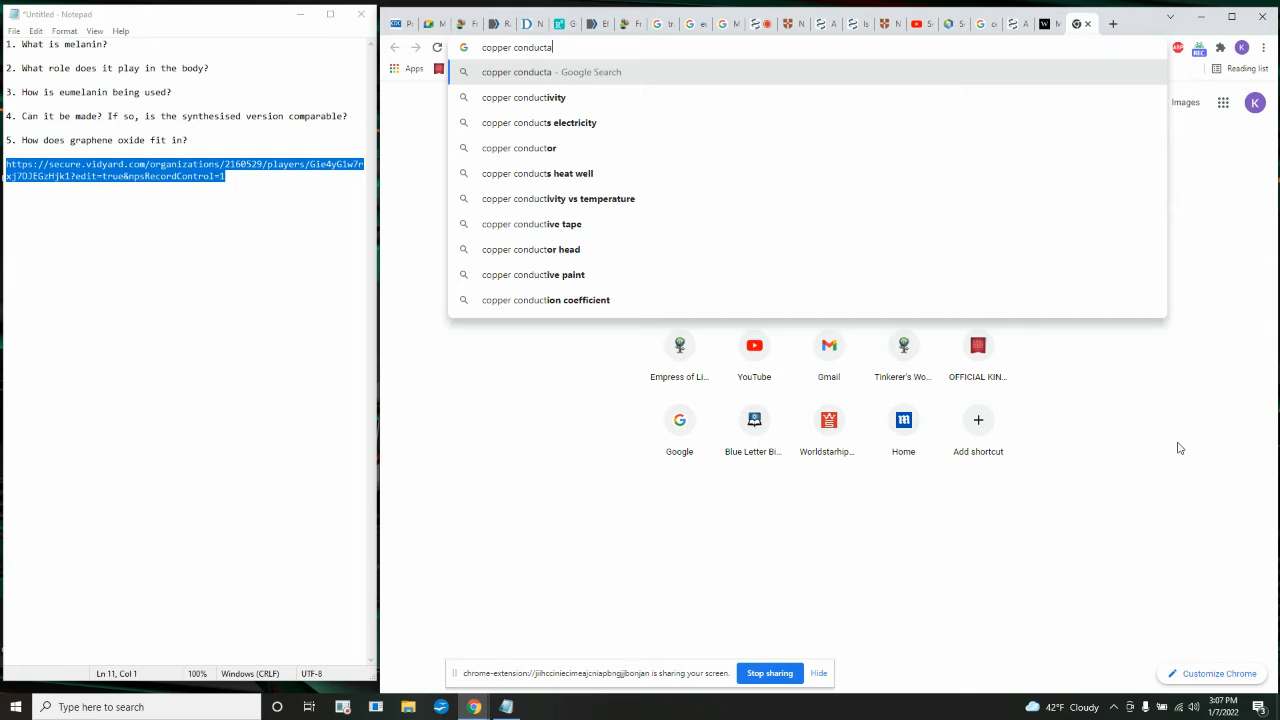 *Untitled - Notepad
File Edit Format View Help
1. What is melanin?
2. What role does it play in the body?
3. How is eumelanin being used?
4. Can it be made? If so, is the synthesised version comparable?
5. How does graphene oxide fit in?
https://secure.vidyard.com/organizations/2160529/players/Gie4yG1w7r
xj7DJEGzHjk1?edit=true&npsRecordControl=1
Ln 11, Col 1 100% Windows (CRLF) UTF-8
copper conducta
Apps
Reading list
copper conducta - Google Search
copper conductivity
copper conducts electricity
copper conductor
copper conducts heat well
copper conductivity vs temperature
copper conductive tape
copper conductor head
copper conductive paint
copper conduction coefficient
Images
K
Empress of Li... YouTube Gmail Tinkerer's Wo... OFFICIAL KIN...
Google Blue Letter Bi... Worldstarhip... Home Add shortcut
chrome-extension://jiihcciniecimeajcniapbngjjbonjan is sharing your screen. Stop sharing Hide
Customize Chrome
Type here to search
42°F Cloudy
3:07 PM
1/7/2022